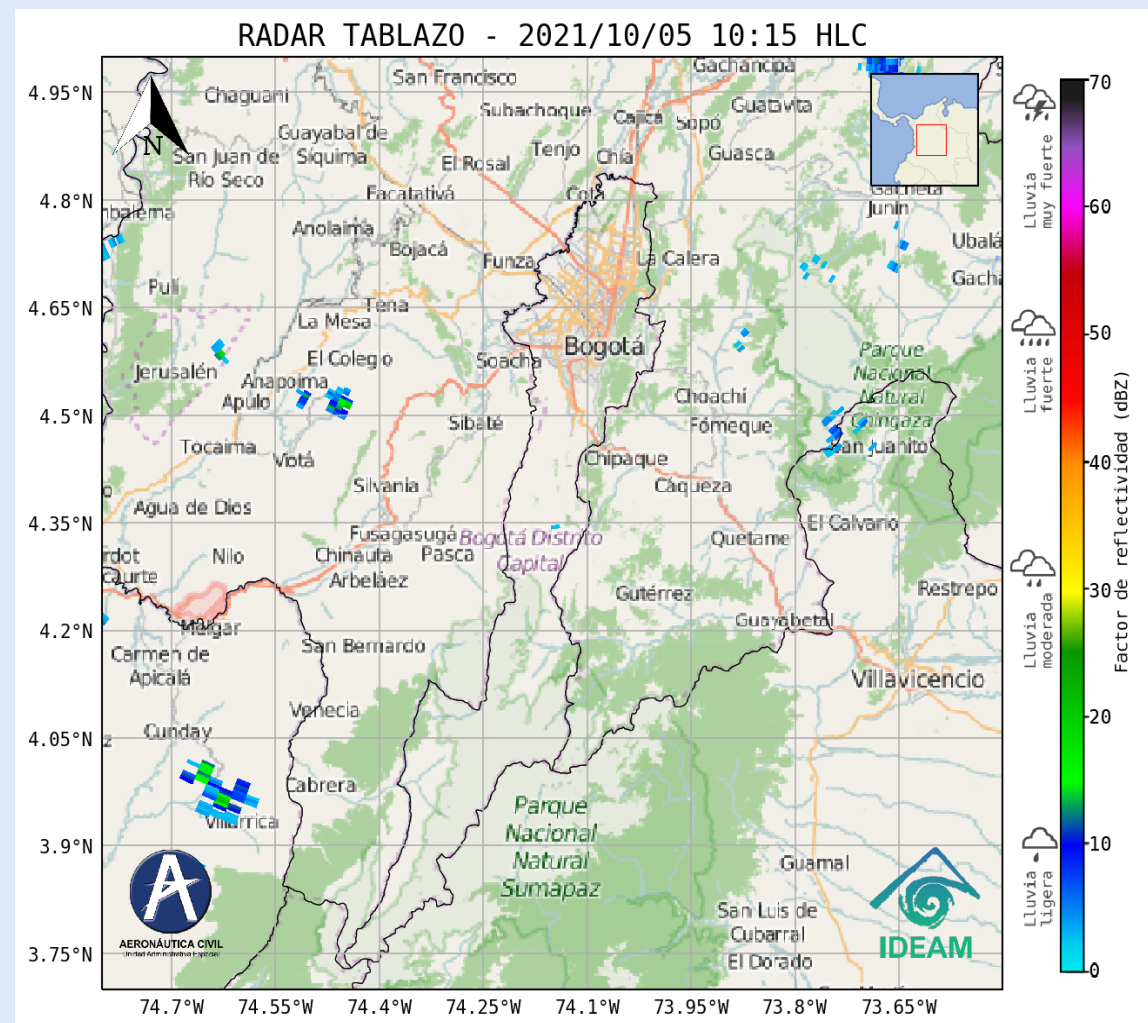 RADAR TABLAZO - 2021/10/05 10:15 HLC
4.95°N
4.8°N
4.65°N
4.5°N
4.35°N
4.2°N
4.05°N
3.9°N
3.75°N
74.7°W
74.55°W
74.4°W
74.25°W
74.1°W
73.95°W
73.8°W
73.65°W
N
San Francisco
Gachancipá
Chaguaní
Subachoque
Guatavita
Cajicá
Sopó
Guayabal de
Síquima
Tenjo
Chía
Guasca
San Juan de
Río Seco
El Rosal
Facatativá
Cota
Gachetá
Junín
Anolaima
Bojacá
Funza
La Calera
Pulí
Tena
La Mesa
Bogotá
El Colegio
Soacha
Jerusalén
Anapoima
Apulo
Parque
Nacional
Natural
Chingaza
Choachí
Fómeque
Sibaté
San Juanito
Tocaima
Viotá
Chipaque
Silvania
Cáqueza
Agua de Dios
El Calvario
Fusagasugá
Bogotá Distrito
Capital
Quetame
Nilo
Chinauta
Pasca
Arbeláez
Gutérrez
Restrepo
Guayabetal
Melgar
San Bernardo
Carmen de
Apicalá
Villavicencio
Venecia
Cunday
Cabrera
Villarrica
Parque
Nacional
Natural
Sumapaz
Guamal
San Luis de
Cubarral
El Dorado
AERONÁUTICA CIVIL
Unidad Administrativa Especial
IDEAM
Lluvia
muy fuerte
Lluvia
fuerte
Lluvia
moderada
Lluvia
ligera
70
60
50
40
30
20
10
0
Factor de reflectividad (dBZ)